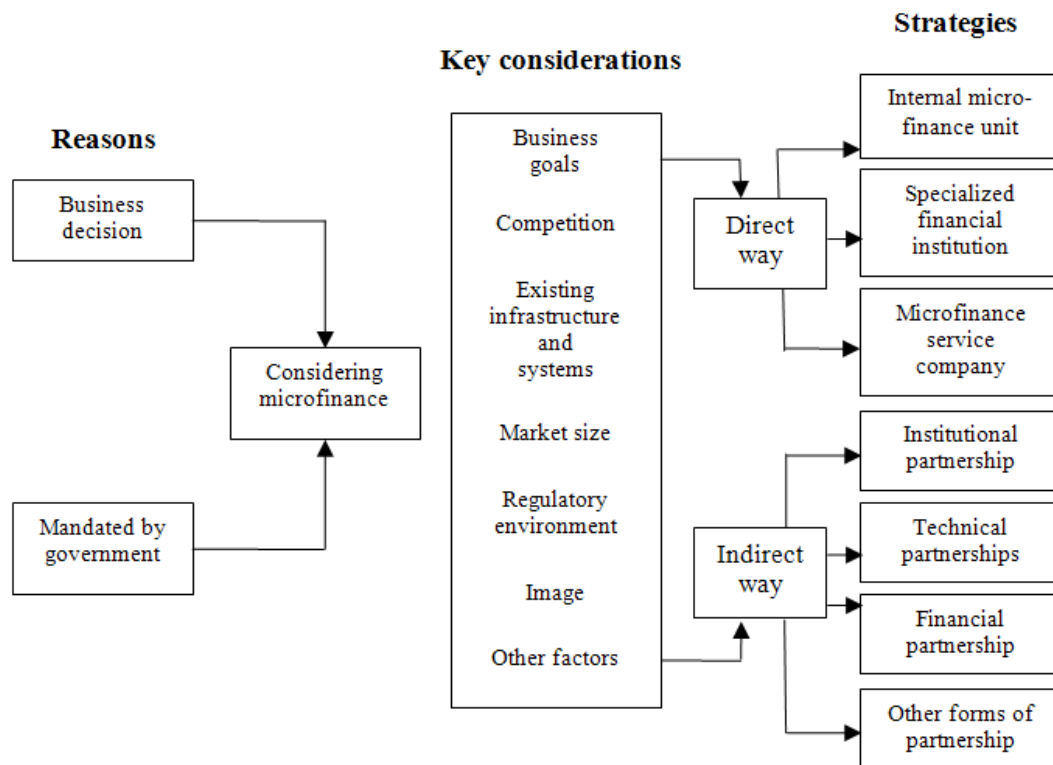 Reasons
Business
decision
Mandated by
government
Considering
microfinance
Key considerations
Business
goals
Competition
Existing
infrastructure
and
systems
Market size
Regulatory
environment
Image
Other factors
Direct
way
Indirect
way
Strategies
Internal micro-
finance unit
Specialized
financial
institution
Microfinance
service
company
Institutional
partnership
Technical
partnerships
Financial
partnership
Other forms of
partnership